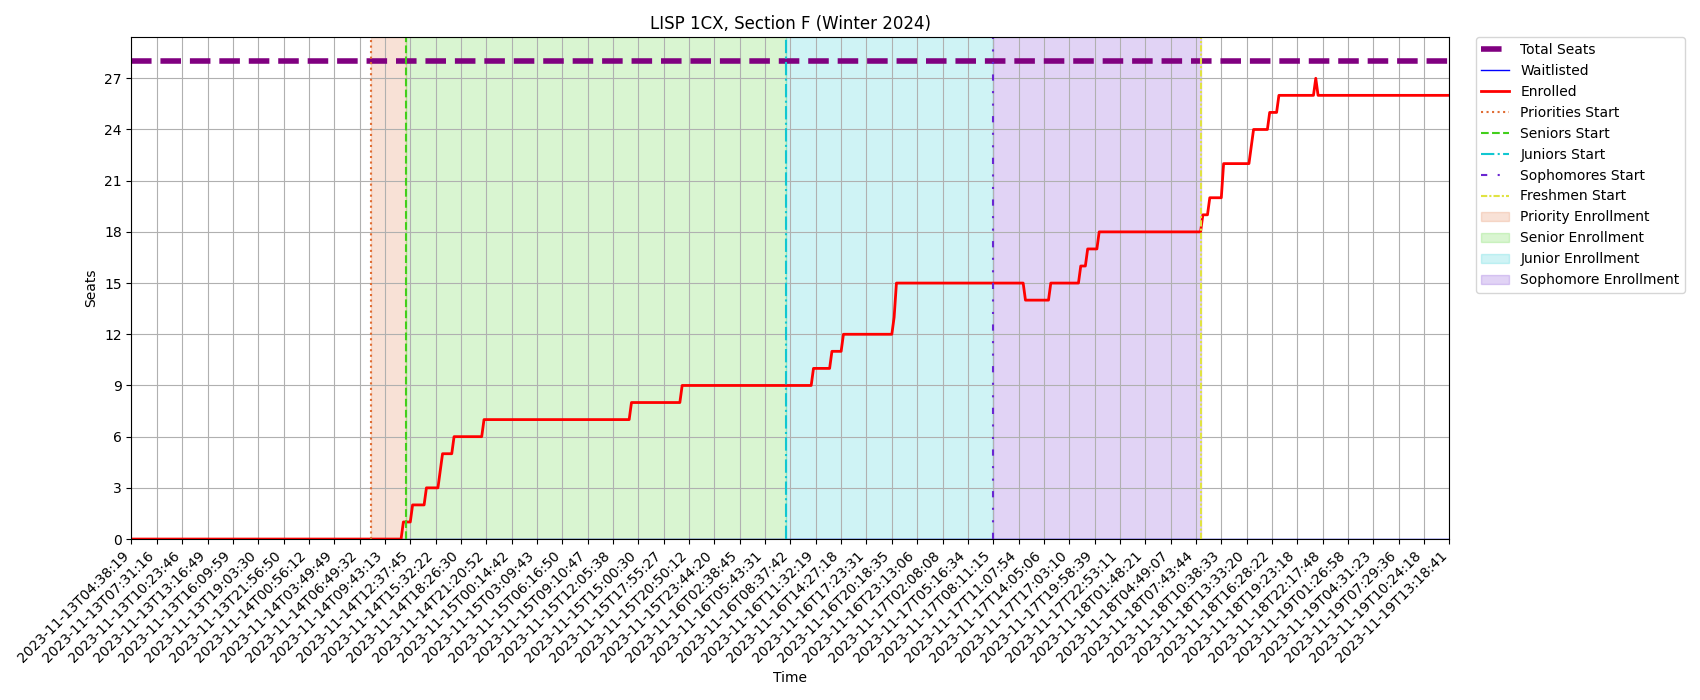 LISP 1CX, Section F (Winter 2024)
Total Seats
Waitlisted
Enrolled
Priorities Start
Seniors Start
Juniors Start
Sophomores Start
Freshmen Start
Priority Enrollment
Senior Enrollment
Junior Enrollment
Sophomore Enrollment
Seats
27
24
21
18
15
12
9
6
3
0
2023-11-13T04:38:19
2023-11-13T07:31:16
2023-11-13T10:23:46
2023-11-13T13:16:49
2023-11-13T16:09:59
2023-11-13T19:03:30
2023-11-13T21:56:50
2023-11-14T00:56:12
2023-11-14T03:49:49
2023-11-14T06:49:32
2023-11-14T09:43:13
2023-11-14T12:37:45
2023-11-14T15:32:22
2023-11-14T18:26:30
2023-11-14T21:20:52
2023-11-15T00:14:42
2023-11-15T03:09:43
2023-11-15T06:16:50
2023-11-15T09:10:47
2023-11-15T12:05:38
2023-11-15T15:00:30
2023-11-15T17:55:27
2023-11-15T20:50:12
2023-11-15T23:44:20
2023-11-16T02:38:45
2023-11-16T05:43:31
2023-11-16T08:37:42
2023-11-16T11:32:19
2023-11-16T14:27:18
2023-11-16T17:23:31
2023-11-16T20:18:35
2023-11-16T23:13:06
2023-11-17T02:08:08
2023-11-17T05:16:34
2023-11-17T08:11:15
2023-11-17T11:07:54
2023-11-17T14:05:06
2023-11-17T17:03:10
2023-11-17T19:58:39
2023-11-17T22:53:11
2023-11-18T01:48:21
2023-11-18T04:49:07
2023-11-18T07:43:44
2023-11-18T10:38:33
2023-11-18T13:33:20
2023-11-18T16:28:22
2023-11-18T19:23:18
2023-11-18T22:17:48
2023-11-19T01:26:58
2023-11-19T04:31:23
2023-11-19T07:29:36
2023-11-19T10:24:18
2023-11-19T13:18:41
Time